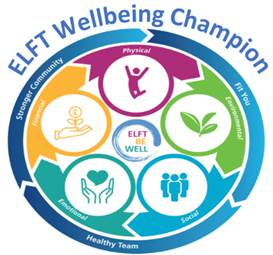 ELFT Wellbeing Champion
Physical
Fit You
Environmental
Social
Healthy Team
Emotional
Financial
Stronger Community
ELFT
BE
WELL
£